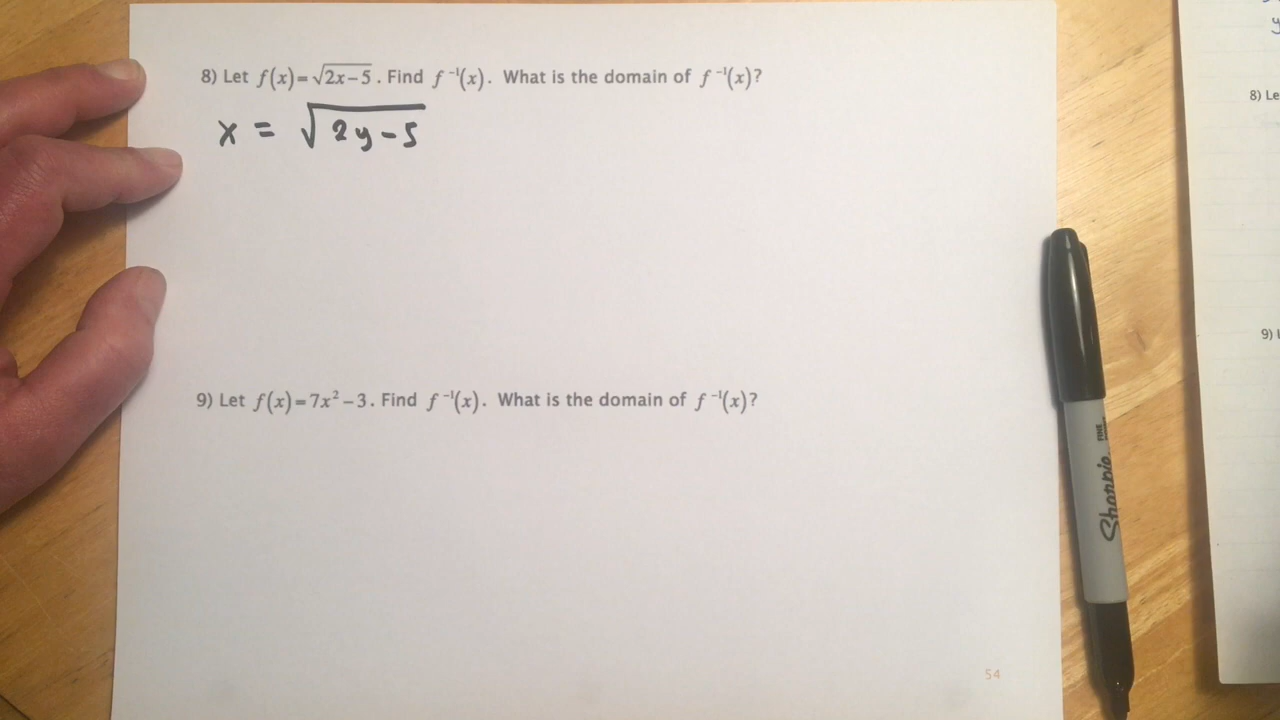 8) Let f(x)=√2x−5. Find f⁻¹(x). What is the domain of f⁻¹(x)?
x = √2y-5
9) Let f(x)=7x²−3. Find f⁻¹(x). What is the domain of f⁻¹(x)?
54
Sharpie
FINE
y
8) Le
9)